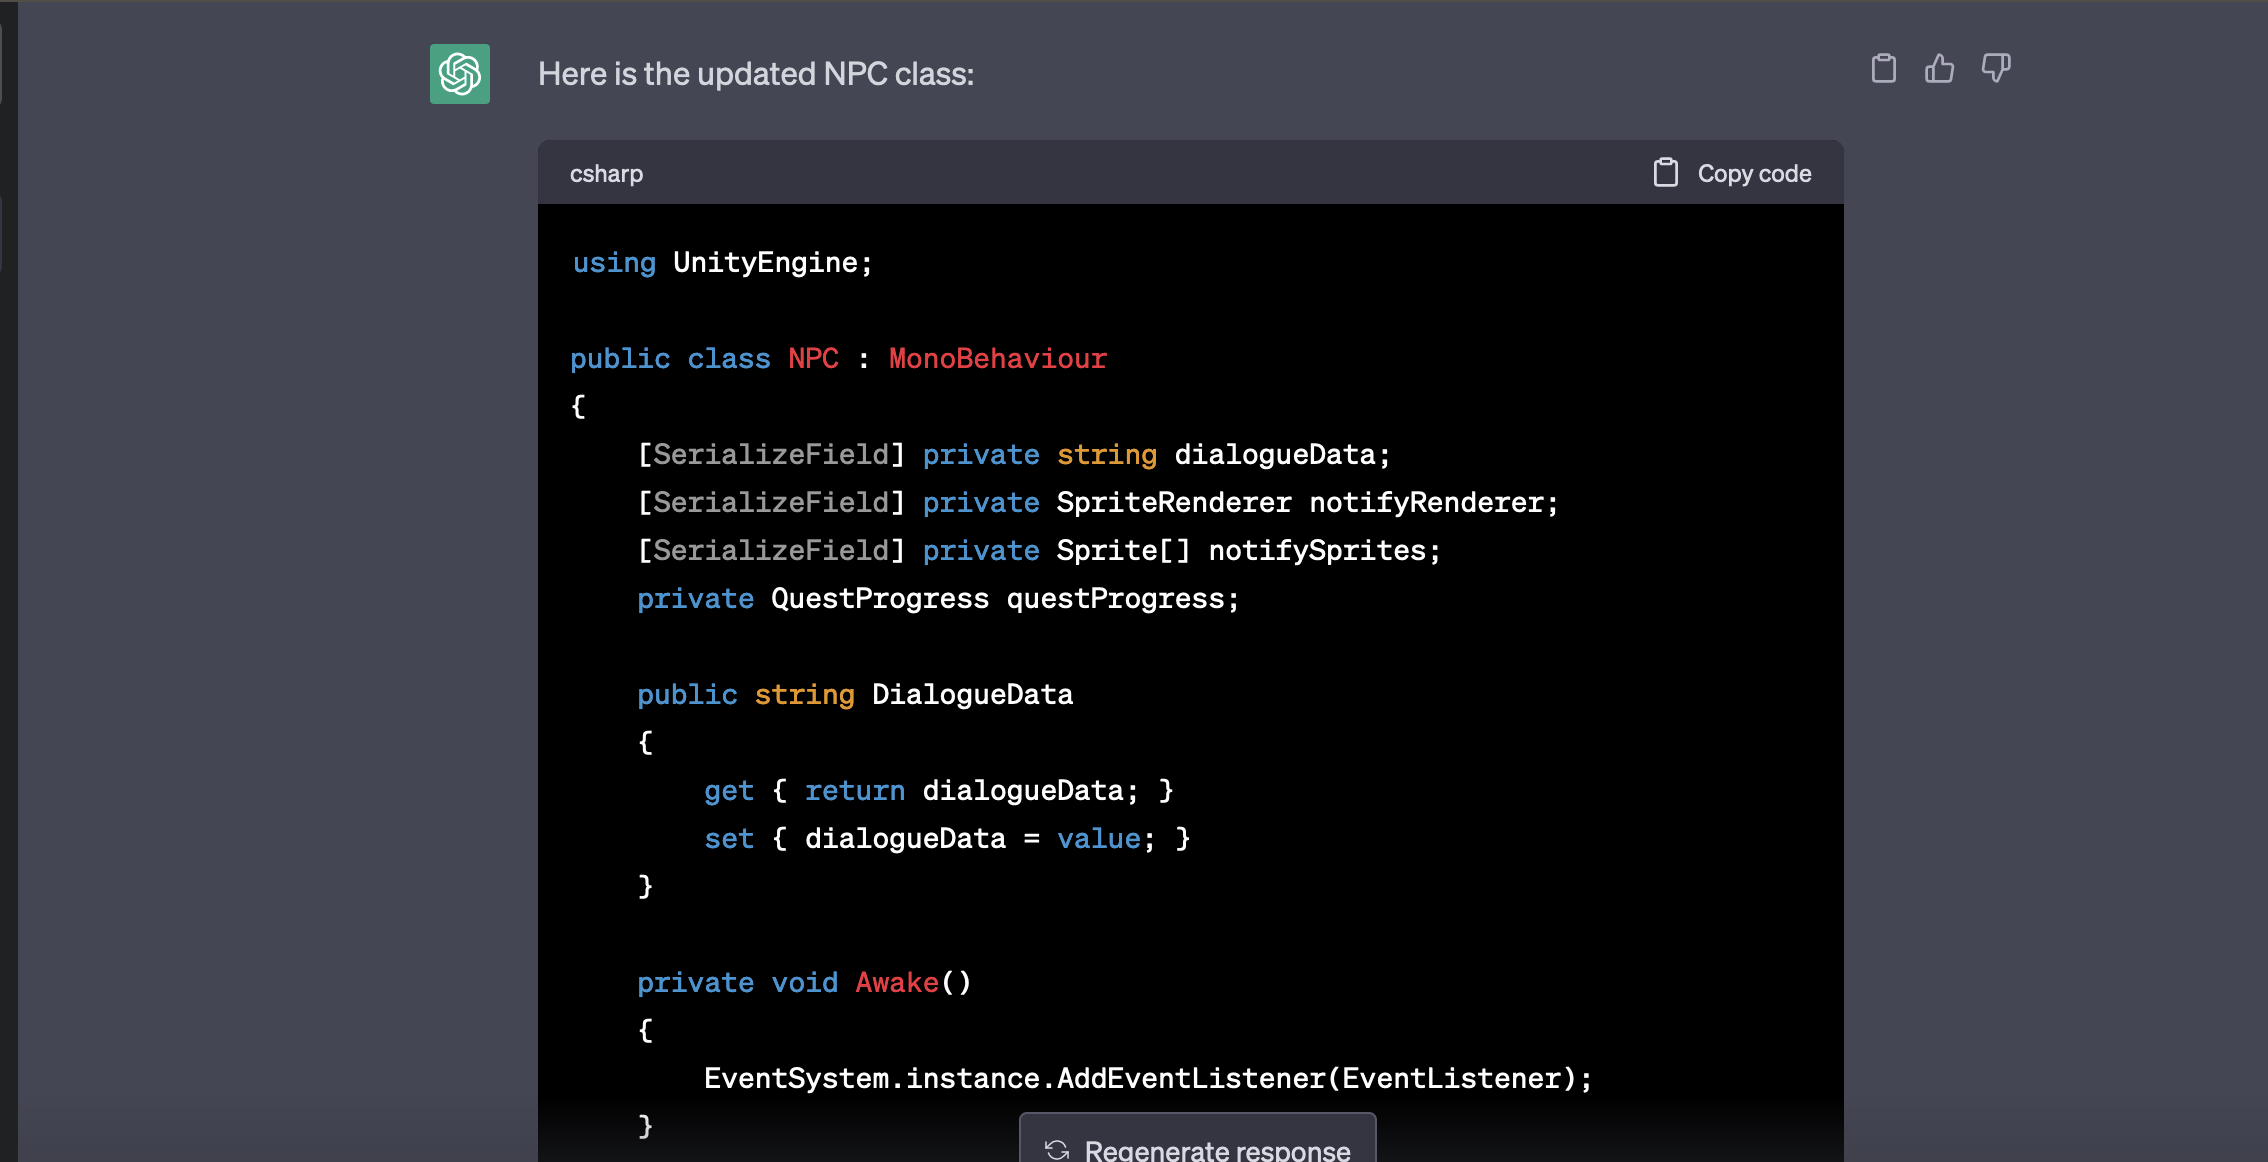 Here is the updated NPC class:
csharp
Copy code
using UnityEngine;
public class NPC : MonoBehaviour
{
[SerializeField] private string dialogueData;
[SerializeField] private SpriteRenderer notifyRenderer;
[SerializeField] private Sprite[] notifySprites;
private QuestProgress questProgress;
public string DialogueData
{
get { return dialogueData; }
set { dialogueData = value; }
}
private void Awake()
{
EventSystem.instance.AddEventListener(EventListener);
}
Regenerate response